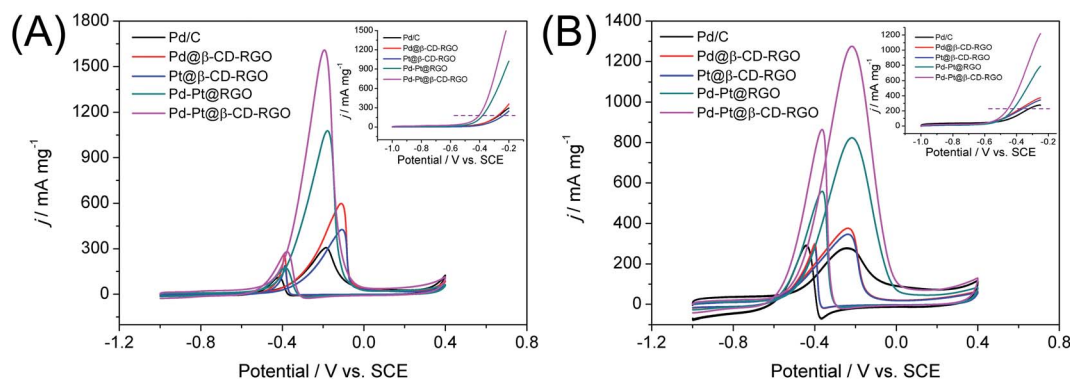 (A)
1800
1500
1200
900
600
300
0
j / mA mg⁻¹
-1.2
-0.8
-0.4
0.0
0.4
0.8
Potential / V vs. SCE
Pd/C
Pd@β-CD-RGO
Pt@β-CD-RGO
Pd-Pt@RGO
Pd-Pt@β-CD-RGO
1500
1200
900
600
300
0
j / mA mg⁻¹
-1.0
-0.8
-0.6
-0.4
-0.2
Potential / V vs. SCE
Pd/C
Pd@β-CD-RGO
Pt@β-CD-RGO
Pd-Pt@RGO
Pd-Pt@β-CD-RGO
(B)
1400
1200
1000
800
600
400
200
0
j / mA mg⁻¹
-1.2
-0.8
-0.4
0.0
0.4
0.8
Potential / V vs. SCE
Pd/C
Pd@β-CD-RGO
Pt@β-CD-RGO
Pd-Pt@RGO
Pd-Pt@β-CD-RGO
1200
1000
800
600
400
200
0
j / mA mg⁻¹
-1.0
-0.8
-0.6
-0.4
-0.2
Potential / V vs. SCE
Pd/C
Pd@β-CD-RGO
Pt@β-CD-RGO
Pd-Pt@RGO
Pd-Pt@β-CD-RGO